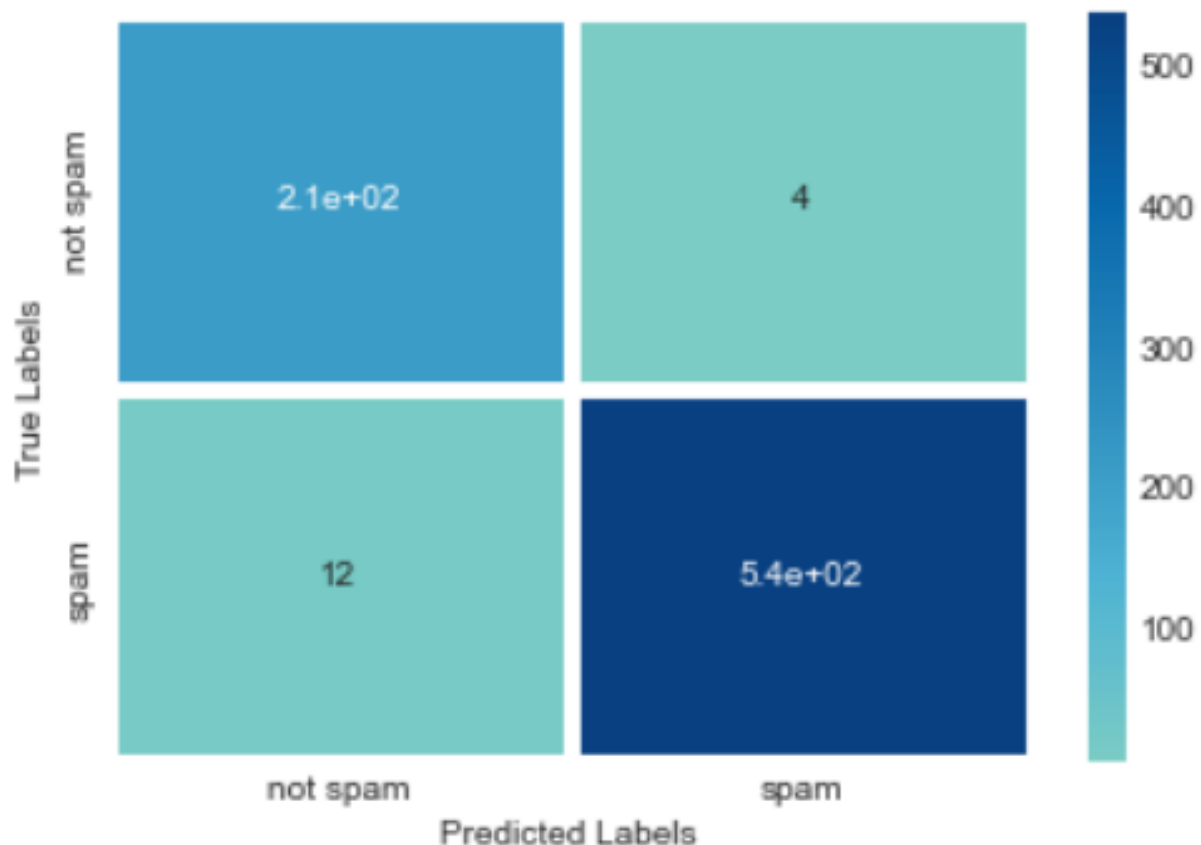 500
400
300
200
100
True Labels
not spam
spam
2.1e+02
4
12
5.4e+02
not spam
spam
Predicted Labels